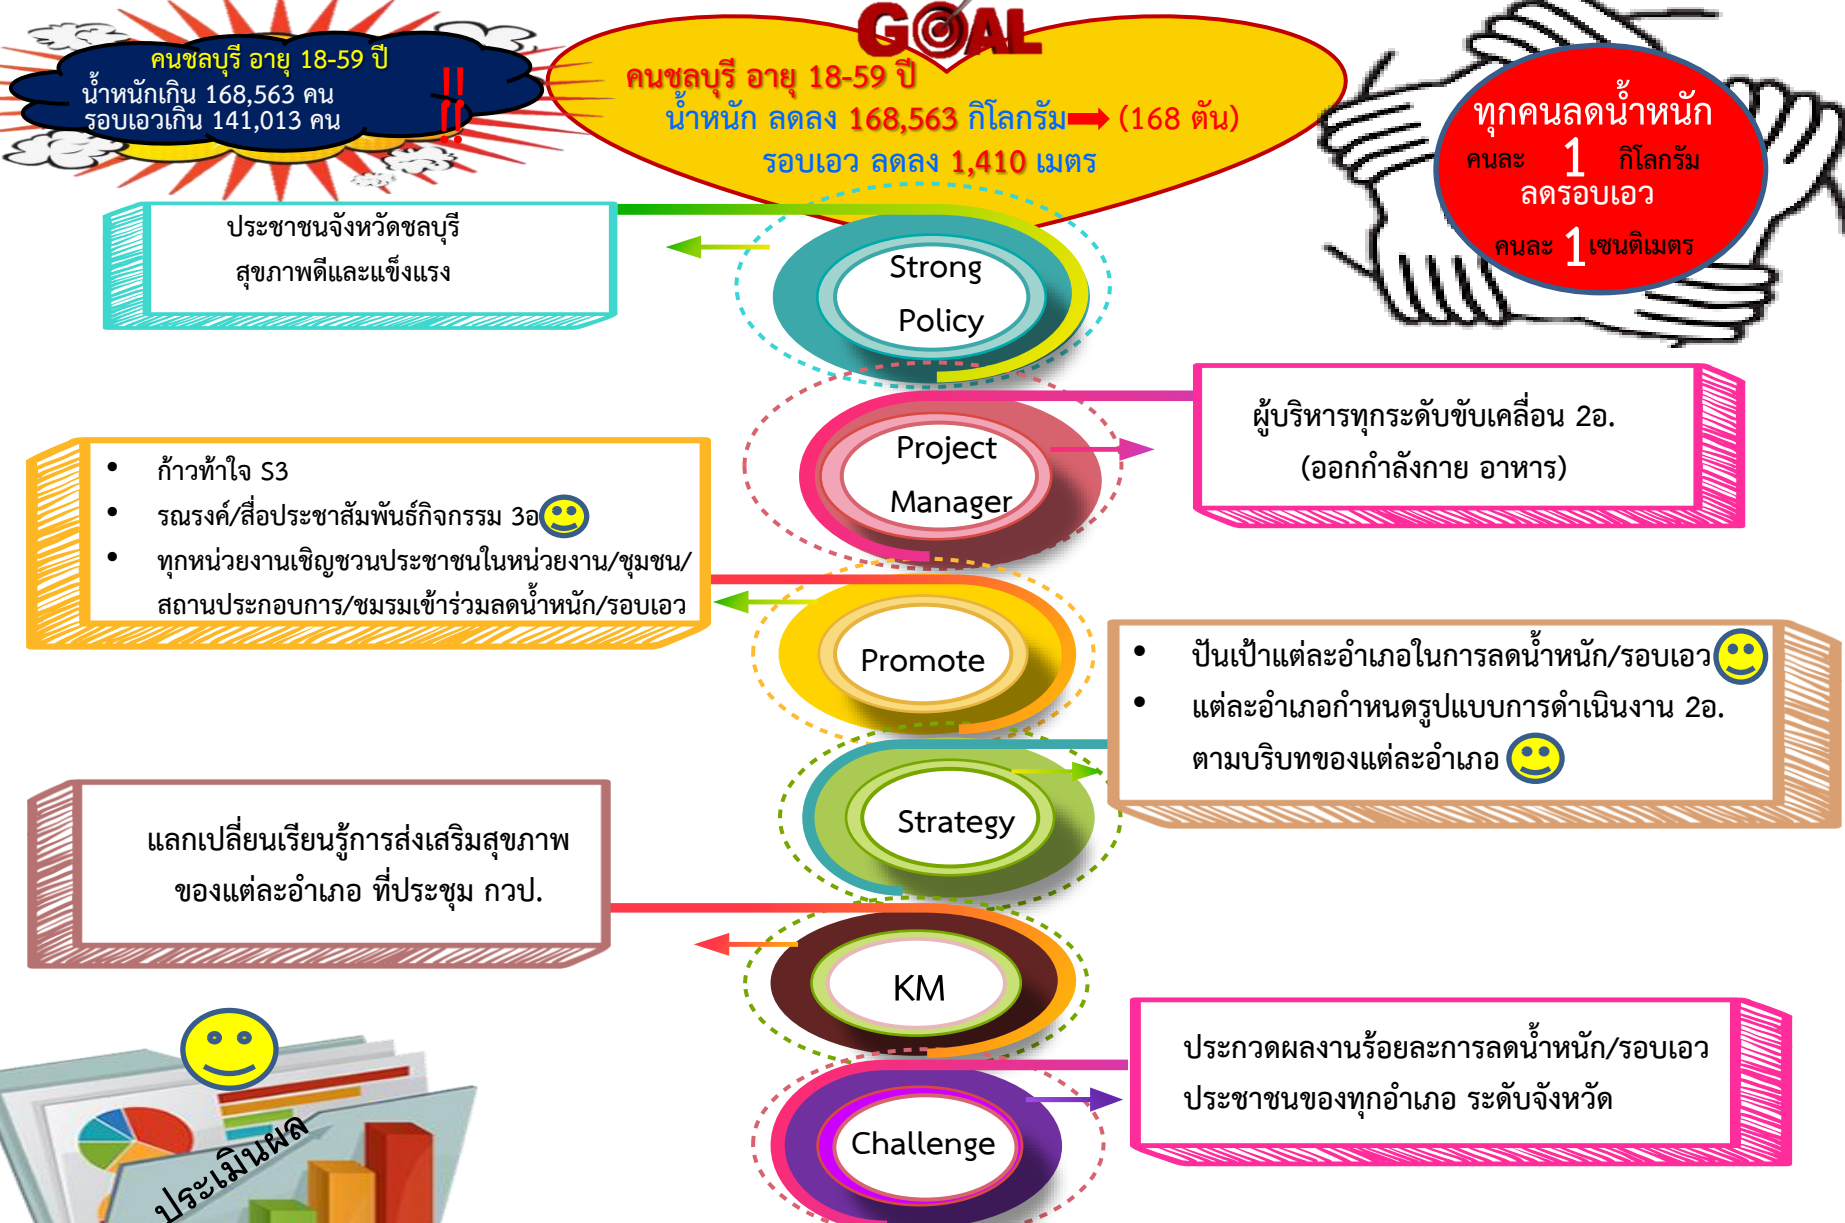 คนชลบุรี อายุ 18-59 ปี
น้ำหนักเกิน 168,563 คน
รอบเอวเกิน 141,013 คน
!!
!!
GOAL
คนชลบุรี อายุ 18-59 ปี
น้ำหนัก ลดลง 168,563 กิโลกรัม (168 ตัน)
รอบเอว ลดลง 1,410 เมตร
ทุกคนลดน้ำหนัก
คนละ 1 กิโลกรัม
ลดรอบเอว
คนละ 1 เซนติเมตร
ประชาชนจังหวัดชลบุรี
สุขภาพดีและแข็งแรง
Strong
Policy
Project
Manager
ผู้บริหารทุกระดับขับเคลื่อน 2อ.
(ออกกำลังกาย อาหาร)
• ก้าวท้าใจ S3
• รณรงค์/สื่อประชาสัมพันธ์กิจกรรม 3อ
• ทุกหน่วยงานเชิญชวนประชาชนในหน่วยงาน/ชุมชน/
สถานประกอบการ/ชมรมเข้าร่วมลดน้ำหนัก/รอบเอว
Promote
• ปันเป้าแต่ละอำเภอในการลดน้ำหนัก/รอบเอว
• แต่ละอำเภอกำหนดรูปแบบการดำเนินงาน 2อ.
ตามบริบทของแต่ละอำเภอ
Strategy
แลกเปลี่ยนเรียนรู้การส่งเสริมสุขภาพ
ของแต่ละอำเภอ ที่ประชุม กวป.
KM
ประกวดผลงานร้อยละการลดน้ำหนัก/รอบเอว
ประชาชนของทุกอำเภอ ระดับจังหวัด
Challenge
ประเมินผล